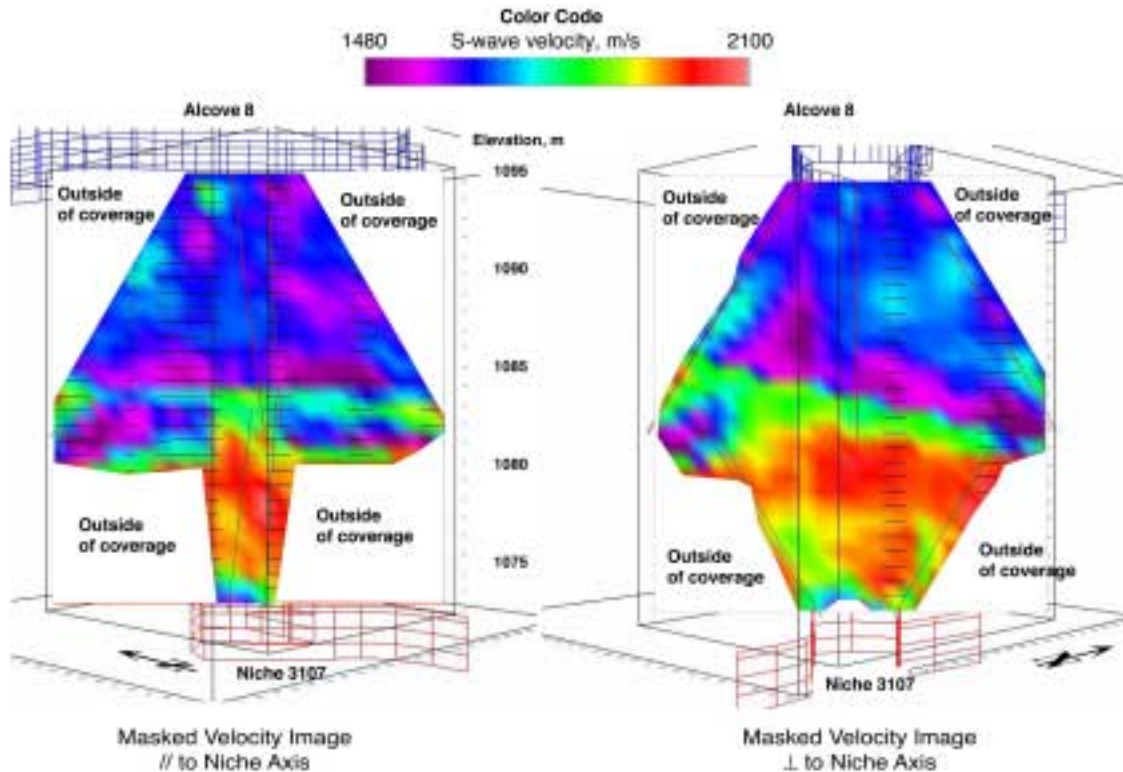 Color Code
1480 S-wave velocity, m/s 2100
Alcove 8
Alcove 8
Elevation, m
1095
1090
1085
1080
1075
Outside
of coverage
Outside
of coverage
Outside
of coverage
Outside
of coverage
Outside
of coverage
Outside
of coverage
Outside
of coverage
Outside
of coverage
Niche 3107
Niche 3107
Masked Velocity Image
// to Niche Axis
Masked Velocity Image
⊥ to Niche Axis